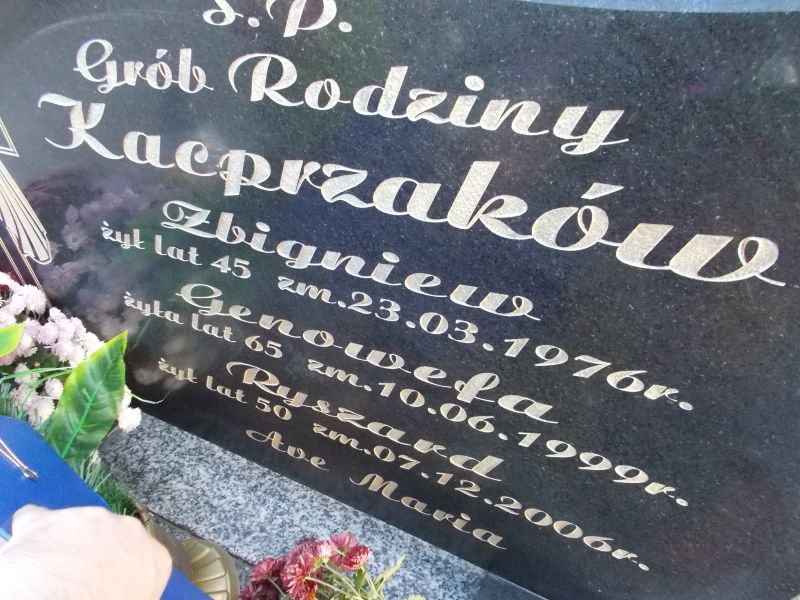 Ś.P.
Grób Rodziny
Kacprzaków
Zbigniew
żył lat 45 zm.23.03.1976r.
Genowefa
żyła lat 65 zm.10.06.1999r.
Ryszard
żył lat 50 zm.07.12.2006r.
Ave Maria